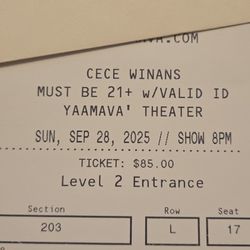 CECE WINANS
MUST BE 21+ w/VALID ID
YAAMAVA' THEATER
SUN, SEP 28, 2025 // SHOW 8PM
TICKET: $85.00
Level 2 Entrance
Section Row Seat
203 L 17